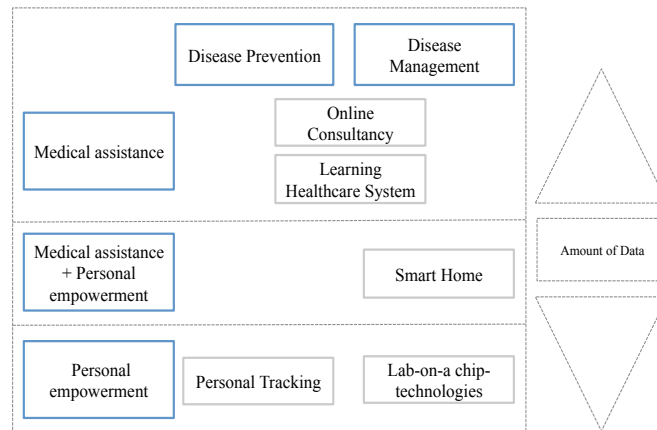 Disease Prevention
Disease
Management
Online
Consultancy
Medical assistance
Learning
Healthcare System
Medical assistance
+ Personal
empowerment
Smart Home
Amount of Data
Personal
empowerment
Personal Tracking
Lab-on-a chip-
technologies